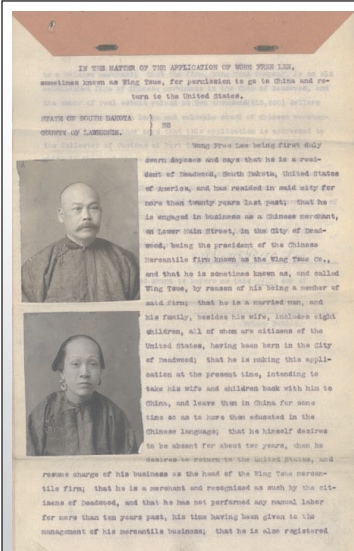 IN THE MATTER OF THE APPLICATION OF WONG FREE LEE,
sometimes known as Wing Tsue, for permission to go to China and re-
turn to the United States.
STATE OF SOUTH DAKOTA )
) SS
COUNTY OF LAWRENCE. )
Wong Free Lee being first duly
sworn deposes and says that he is a resi-
dent of Deadwood, South Dakota, United States
of America, and has resided in said city for
more than twenty years last past; that he
is engaged in business as a Chinese merchant,
on Lower Main Street, in the City of Dead-
wood, being the president of the Chinese
Mercantile firm known as the Wing Tsue Co.,
and that he is sometimes known as, and called
Wing Tsue, by reason of his being a member of
said firm; that he is a married man, and
his family, besides his wife, includes eight
children, all of whom are citizens of the
United States, having been born in the City
of Deadwood; that he is making this appli-
cation at the present time, intending to
take his wife and children back with him to
China, and leave them in China for some
time so as to have them educated in the
Chinese language; that he himself desires
to be absent for about two years, when he
desires to return to the United States, and
resume charge of his business as the head of the Wing Tsue mercan-
tile firm; that he is a merchant and recognized as such by the cit-
izens of Deadwood, and that he has not performed any manual labor
for more than ten years past, his time having been given to the
management of his mercantile business; that he is also registered